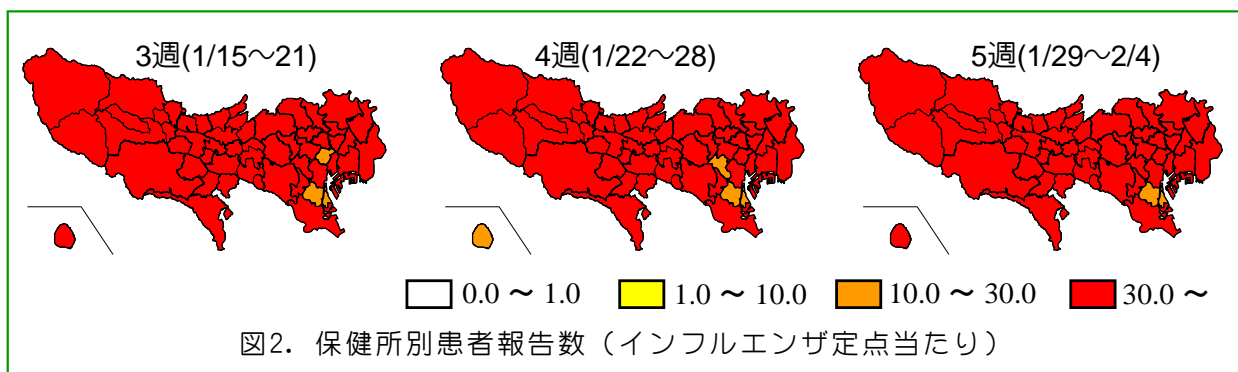 3週(1/15～21)
4週(1/22～28)
5週(1/29～2/4)
0.0 ～ 1.0
1.0 ～ 10.0
10.0 ～ 30.0
30.0 ～
図2. 保健所別患者報告数（インフルエンザ定点当たり）